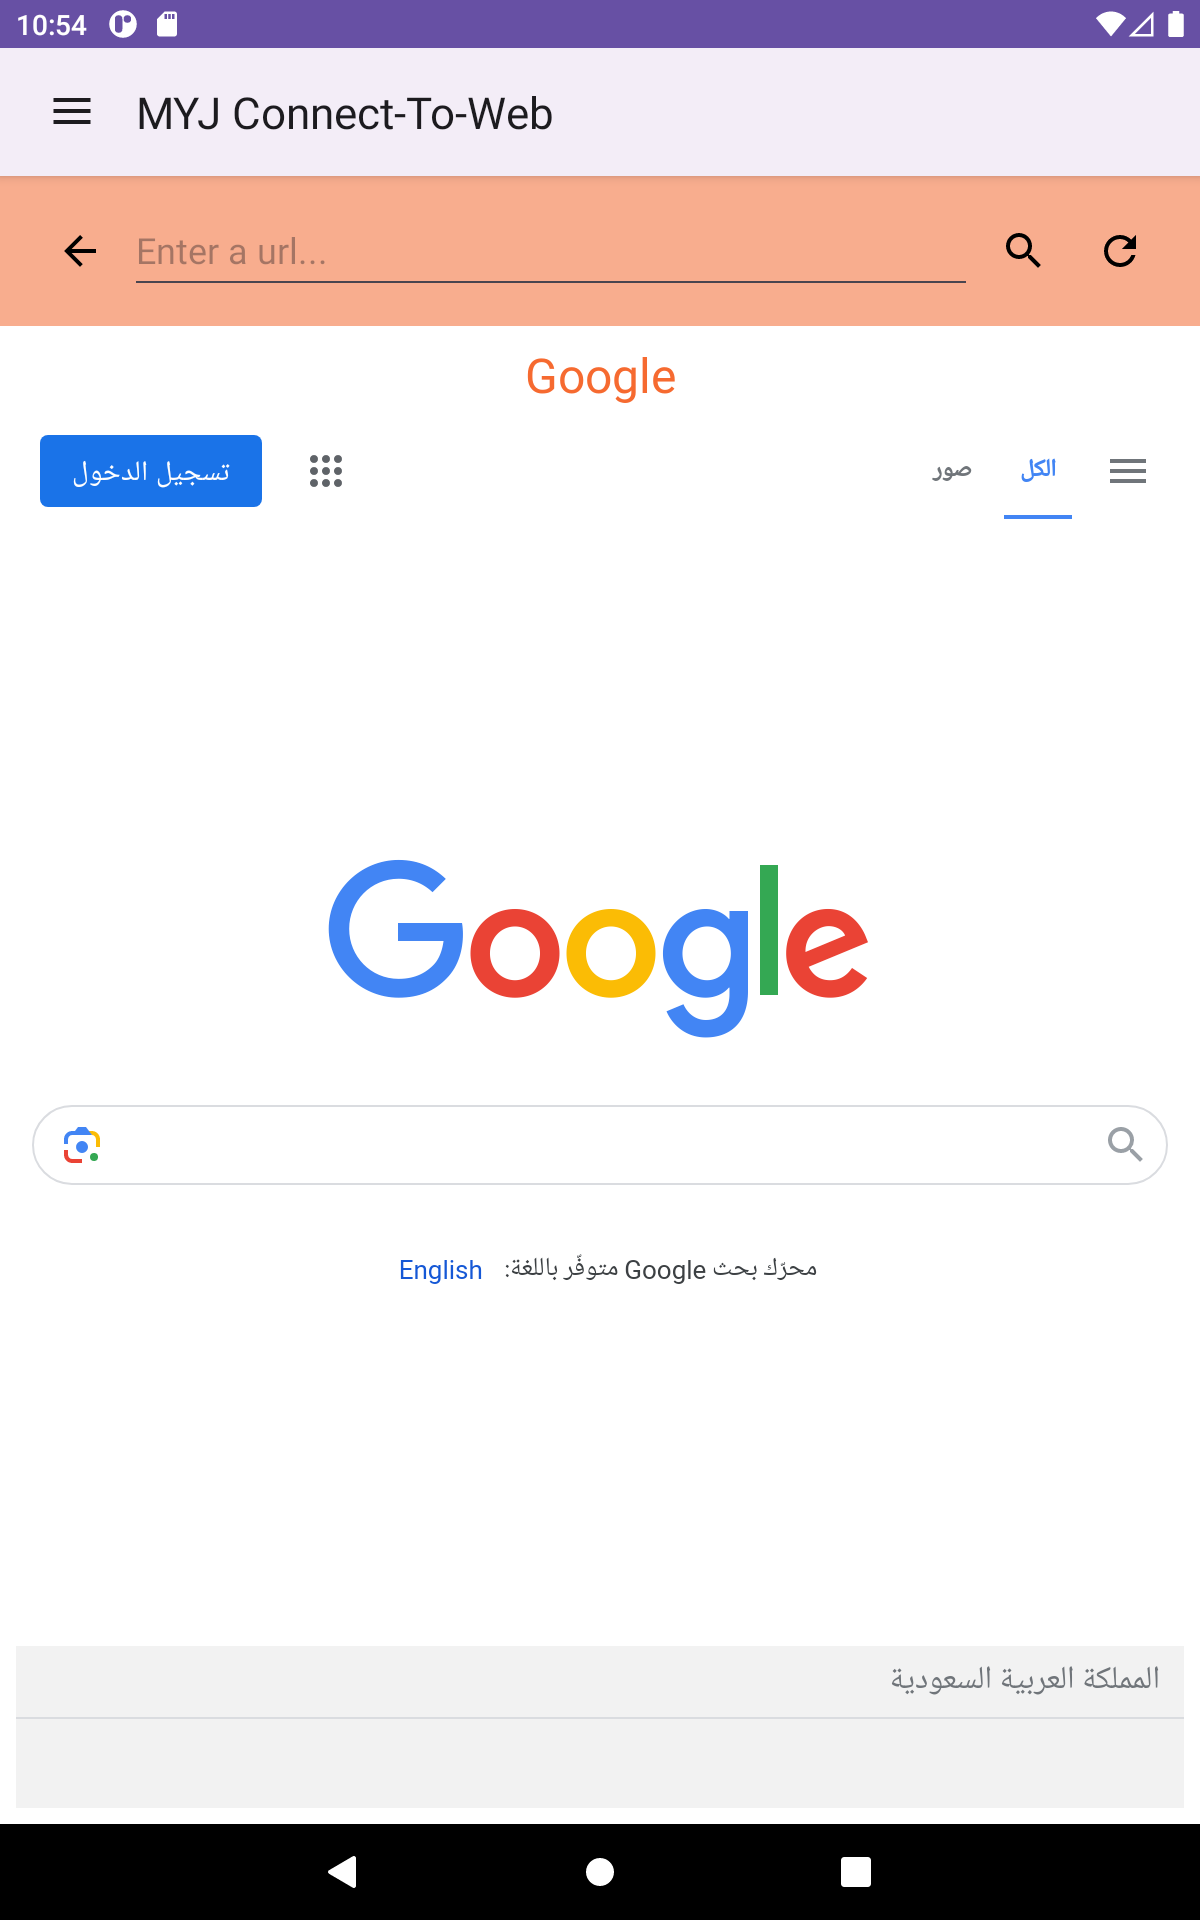 10:54
MYJ Connect-To-Web
Enter a url...
Google
تسجيل الدخول
صور
الكل
Google
محرّك بحث Google متوفّر باللغة: English
المملكة العربية السعودية